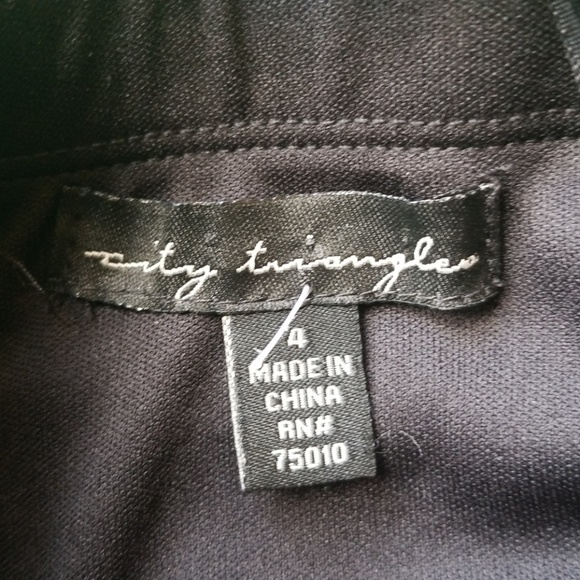 city triangles
4
MADE IN
CHINA
RN#
75010